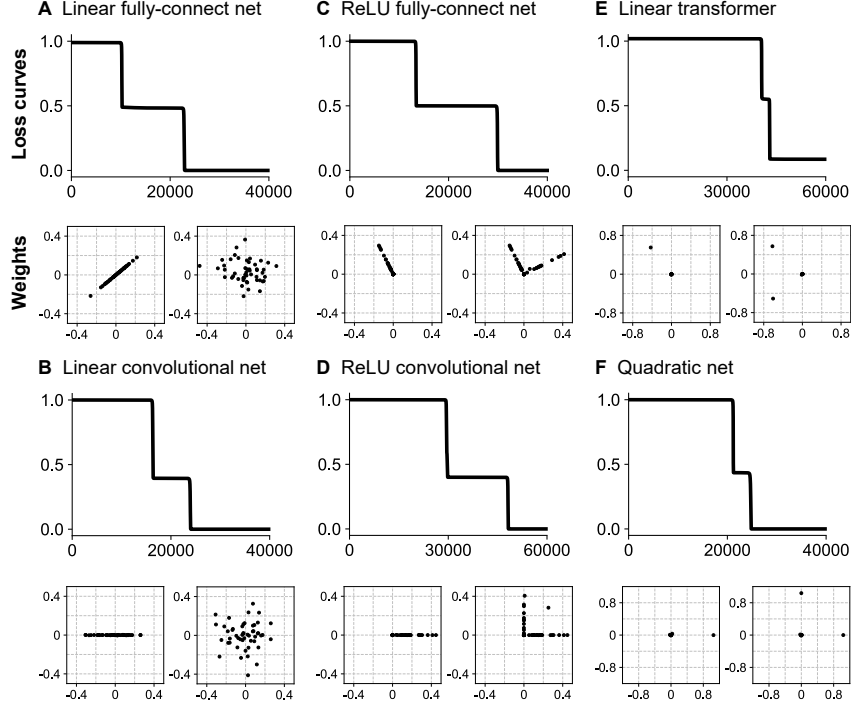 A Linear fully-connect net
C ReLU fully-connect net
E Linear transformer
Loss curves
1.0
0.5
0.0
0 20000 40000
1.0
0.5
0.0
0 20000 40000
1.0
0.5
0.0
0 30000 60000
Weights
0.4
0
-0.4
-0.4 0 0.4
0.4
0
-0.4
-0.4 0 0.4
0.4
0
-0.4
-0.4 0 0.4
0.4
0
-0.4
-0.4 0 0.4
0.8
0
-0.8
-0.8 0 0.8
0.8
0
-0.8
-0.8 0 0.8
B Linear convolutional net
D ReLU convolutional net
F Quadratic net
1.0
0.5
0.0
0 20000 40000
1.0
0.5
0.0
0 30000 60000
1.0
0.5
0.0
0 20000 40000
0.4
0
-0.4
-0.4 0 0.4
0.4
0
-0.4
-0.4 0 0.4
0.4
0
-0.4
-0.4 0 0.4
0.4
0
-0.4
-0.4 0 0.4
0.8
0
-0.8
-0.8 0 0.8
0.8
0
-0.8
-0.8 0 0.8